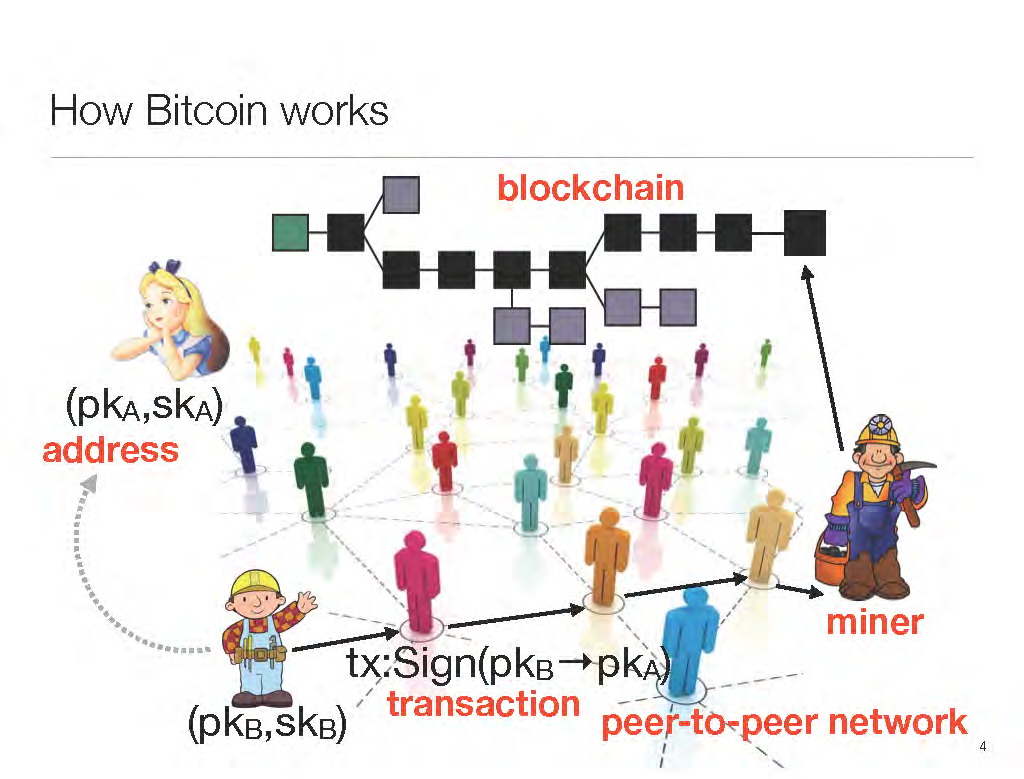 How Bitcoin works
blockchain
(pkA,skA)
address
miner
tx:Sign(pkB→pkA)
transaction
(pkB,skB)
peer-to-peer network
4